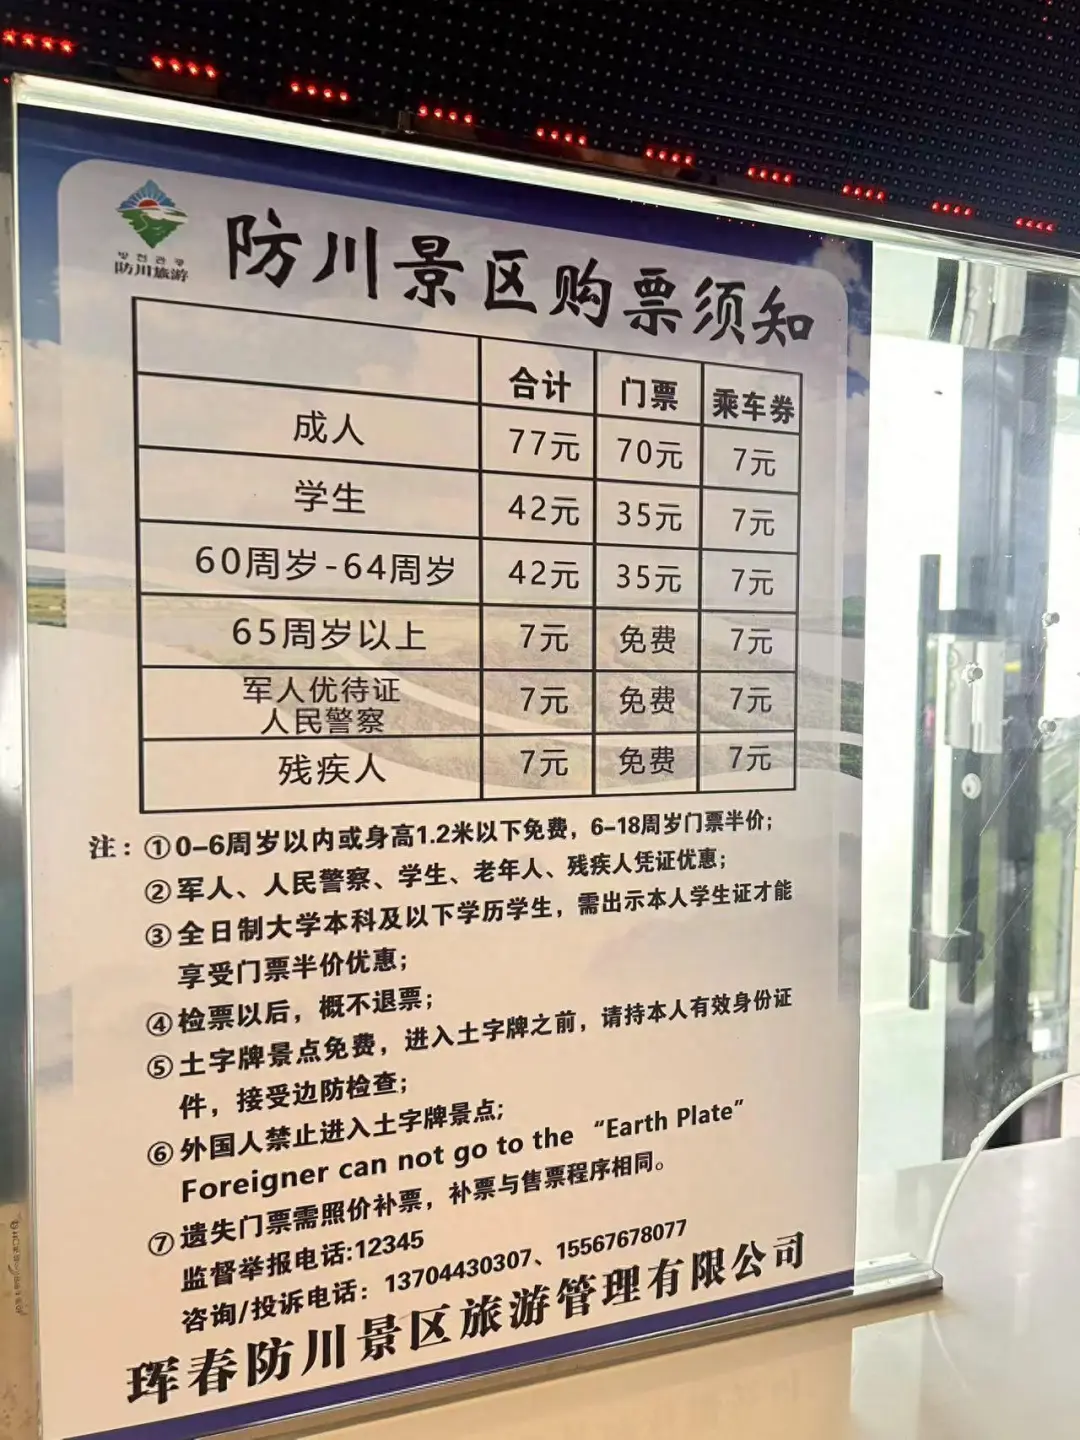 防川景区购票须知
방천관광
防川旅游
合计 门票 乘车券
成人 77元 70元 7元
学生 42元 35元 7元
60周岁-64周岁 42元 35元 7元
65周岁以上 7元 免费 7元
军人优待证
人民警察 7元 免费 7元
残疾人 7元 免费 7元
注：①0-6周岁以内或身高1.2米以下免费，6-18周岁门票半价；
②军人、人民警察、学生、老年人、残疾人凭证优惠；
③全日制大学本科及以下学历学生，需出示本人学生证才能
享受门票半价优惠；
④检票以后，概不退票；
⑤土字牌景点免费，进入土字牌之前，请持本人有效身份证
件，接受边防检查；
⑥外国人禁止进入土字牌景点;
Foreigner can not go to the “Earth Plate”
⑦遗失门票需照价补票，补票与售票程序相同。
监督举报电话:12345
咨询/投诉电话：13704430307、15567678077
珲春防川景区旅游管理有限公司